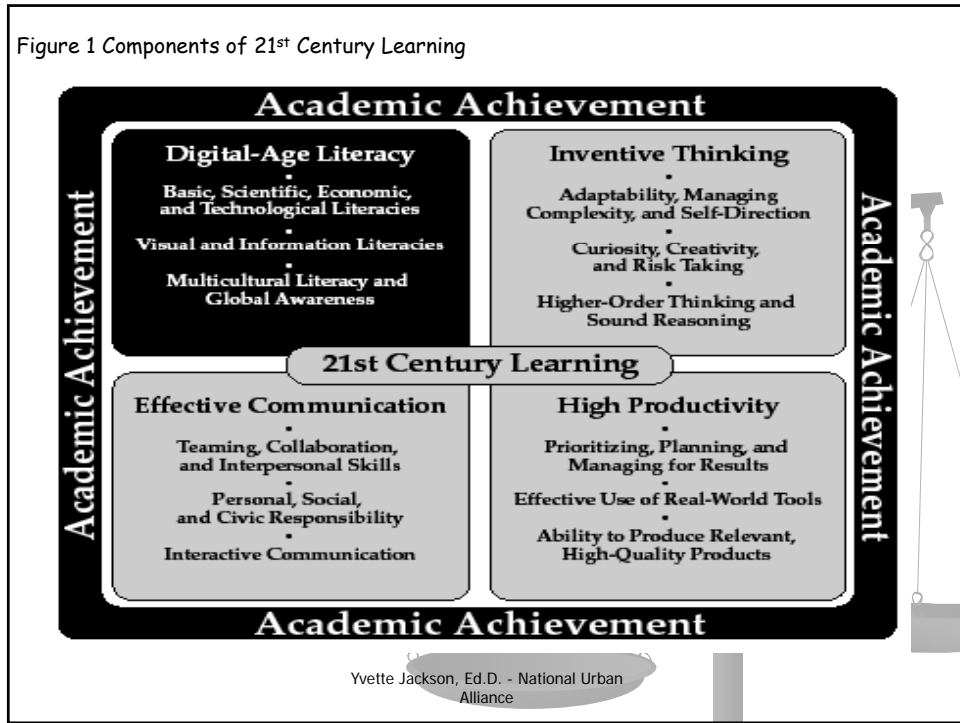 Figure 1 Components of 21st Century Learning
Academic Achievement
Academic Achievement
Digital-Age Literacy
•
Basic, Scientific, Economic,
and Technological Literacies
•
Visual and Information Literacies
•
Multicultural Literacy and
Global Awareness
Inventive Thinking
•
Adaptability, Managing
Complexity, and Self-Direction
•
Curiosity, Creativity,
and Risk Taking
•
Higher-Order Thinking and
Sound Reasoning
Academic Achievement
21st Century Learning
Effective Communication
•
Teaming, Collaboration,
and Interpersonal Skills
•
Personal, Social,
and Civic Responsibility
•
Interactive Communication
High Productivity
•
Prioritizing, Planning, and
Managing for Results
•
Effective Use of Real-World Tools
•
Ability to Produce Relevant,
High-Quality Products
Academic Achievement
Yvette Jackson, Ed.D. - National Urban
Alliance